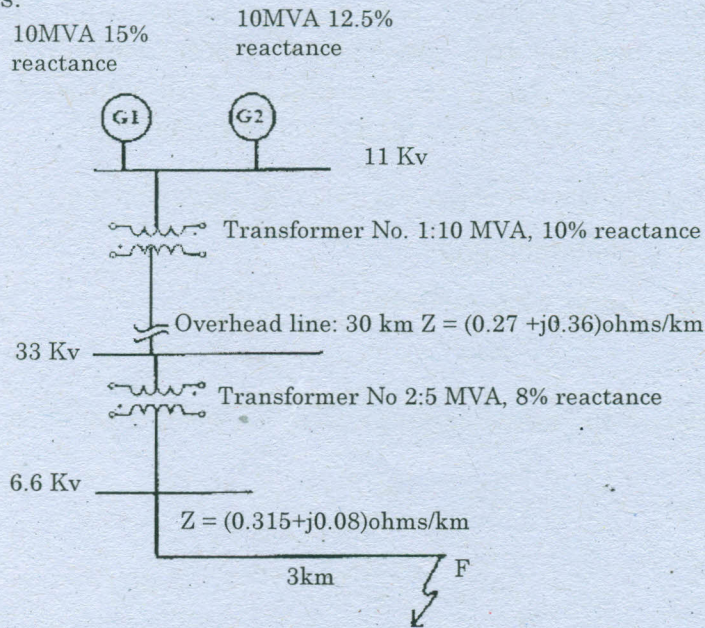 s.
10MVA 15%
reactance
10MVA 12.5%
reactance
G1
G2
11 Kv
Transformer No. 1:10 MVA, 10% reactance
Overhead line: 30 km Z = (0.27 +j0.36)ohms/km
33 Kv
Transformer No 2:5 MVA, 8% reactance
6.6 Kv
Z = (0.315+j0.08)ohms/km
3km
F